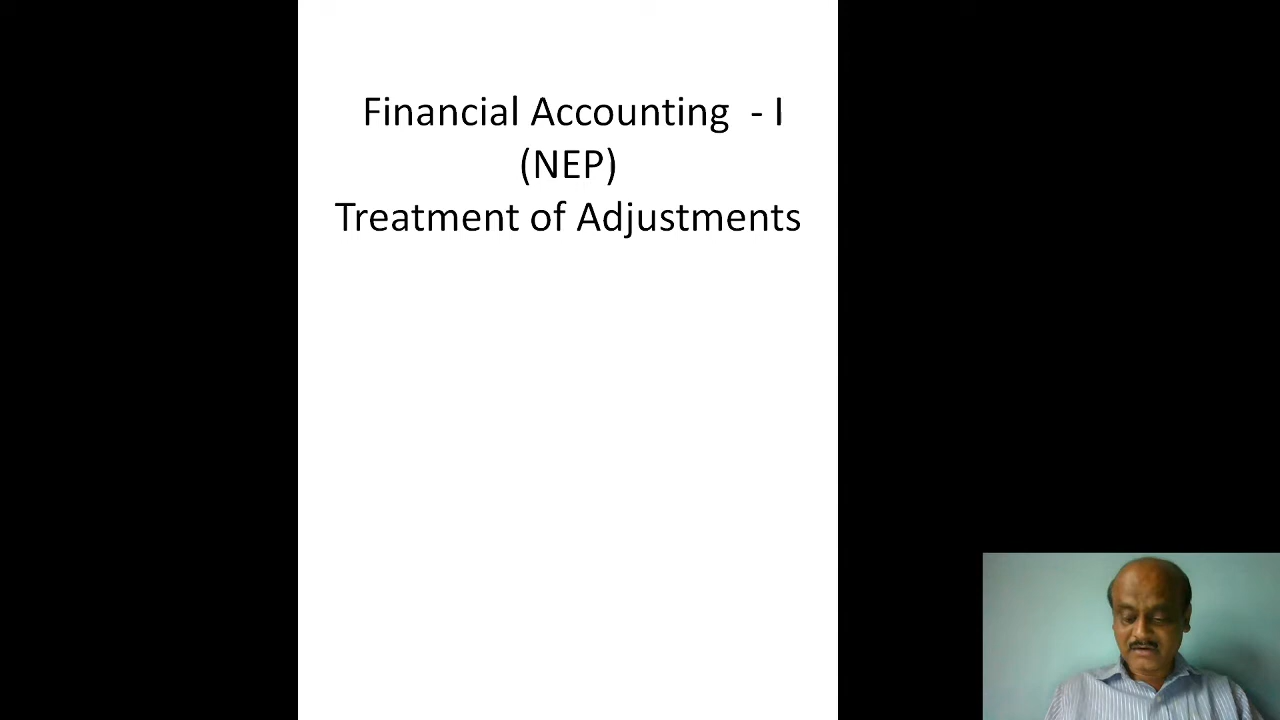 Financial Accounting - I
(NEP)
Treatment of Adjustments